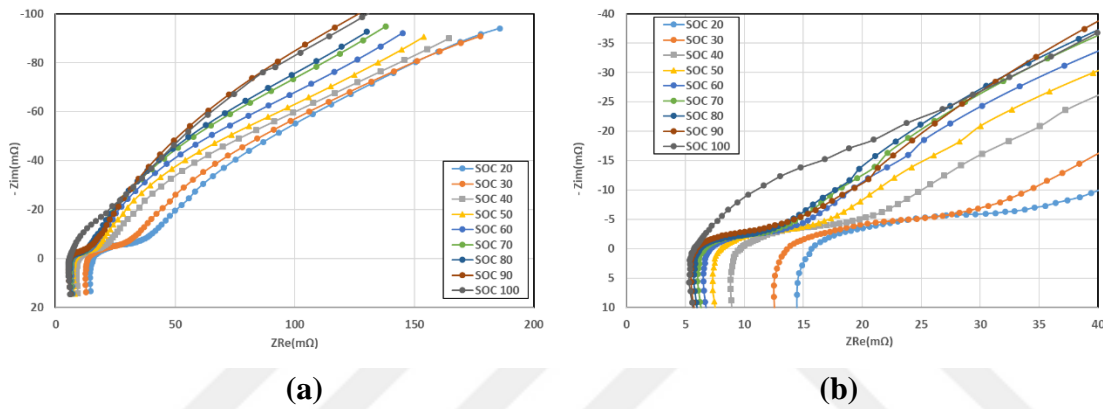 -100
-80
-60
-40
-20
0
20
- Zim(mΩ)
0 50 100 150 200
ZRe(mΩ)
SOC 20
SOC 30
SOC 40
SOC 50
SOC 60
SOC 70
SOC 80
SOC 90
SOC 100
(a)
-40
-35
-30
-25
-20
-15
-10
-5
0
5
10
- Zim(mΩ)
0 5 10 15 20 25 30 35 40
ZRe(mΩ)
SOC 20
SOC 30
SOC 40
SOC 50
SOC 60
SOC 70
SOC 80
SOC 90
SOC 100
(b)